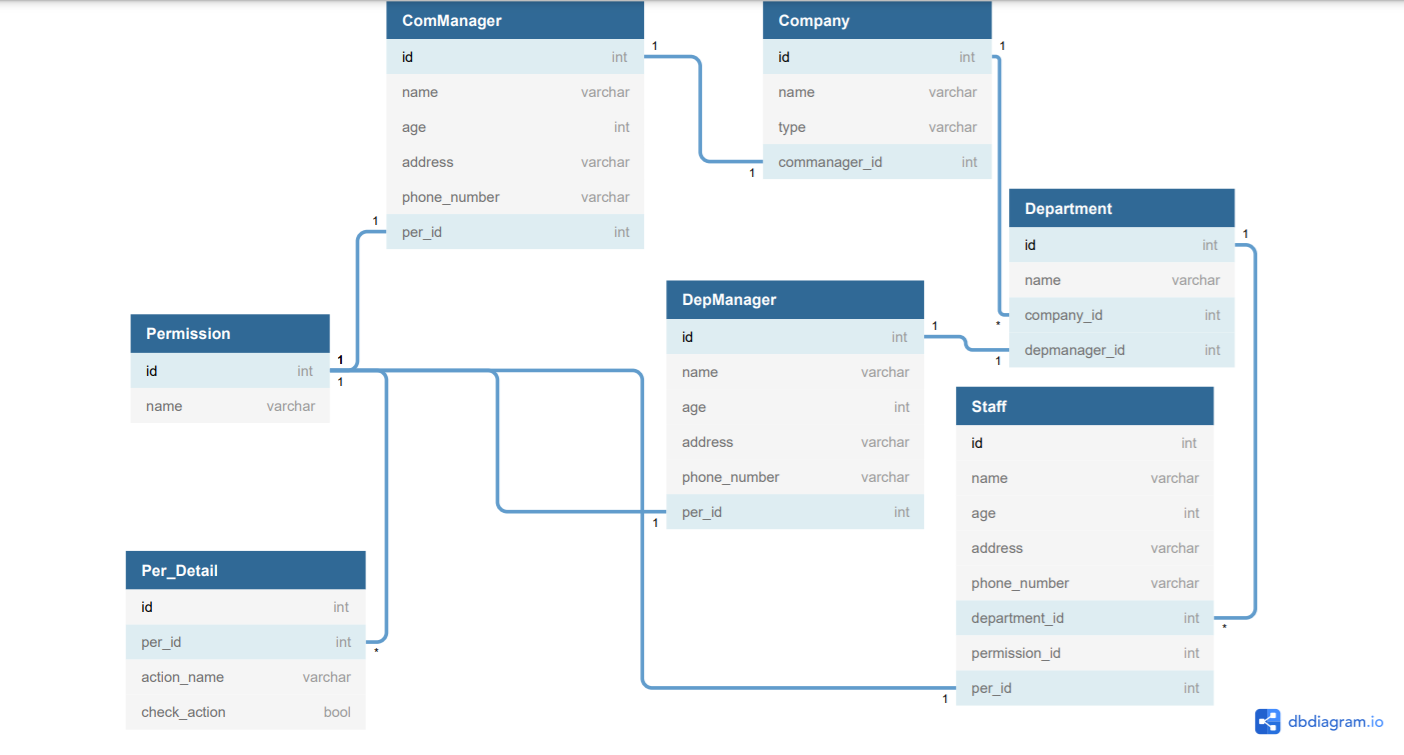 ComManager
id int
name varchar
age int
address varchar
phone_number varchar
per_id int
Company
id int
name varchar
type varchar
commanager_id int
Department
id int
name varchar
company_id int
depmanager_id int
DepManager
id int
name varchar
age int
address varchar
phone_number varchar
per_id int
Permission
id int
name varchar
Staff
id int
name varchar
age int
address varchar
phone_number varchar
department_id int
permission_id int
per_id int
Per_Detail
id int
per_id int
action_name varchar
check_action bool
1
1
1
1
1
1
*
1
1
1
1
*
*
1
dbdiagram.io